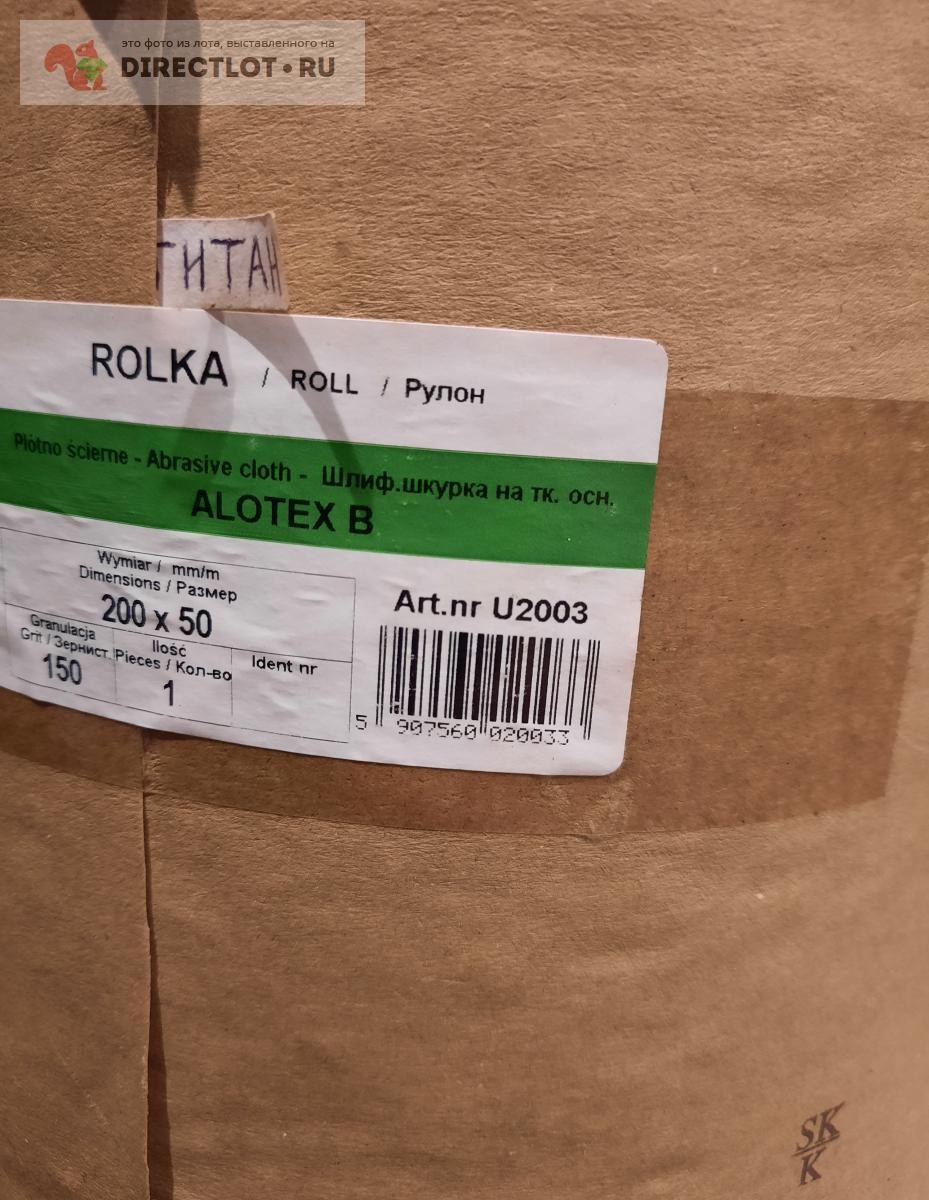 это фото из лота, выставленного на
DIRECTLOT•RU
ТИТАН
ROLKA / ROLL / Рулон
Płótno ścierne - Abrasive cloth - Шлиф.шкурка на тк. осн.
ALOTEX B
Wymiar / mm/m
Dimensions / Размер
200 x 50
Granulacja
Grit / Зернист.
150
Ilość
Pieces / Кол-во
1
Ident nr
Art.nr U2003
5 907560 020033
SK
K